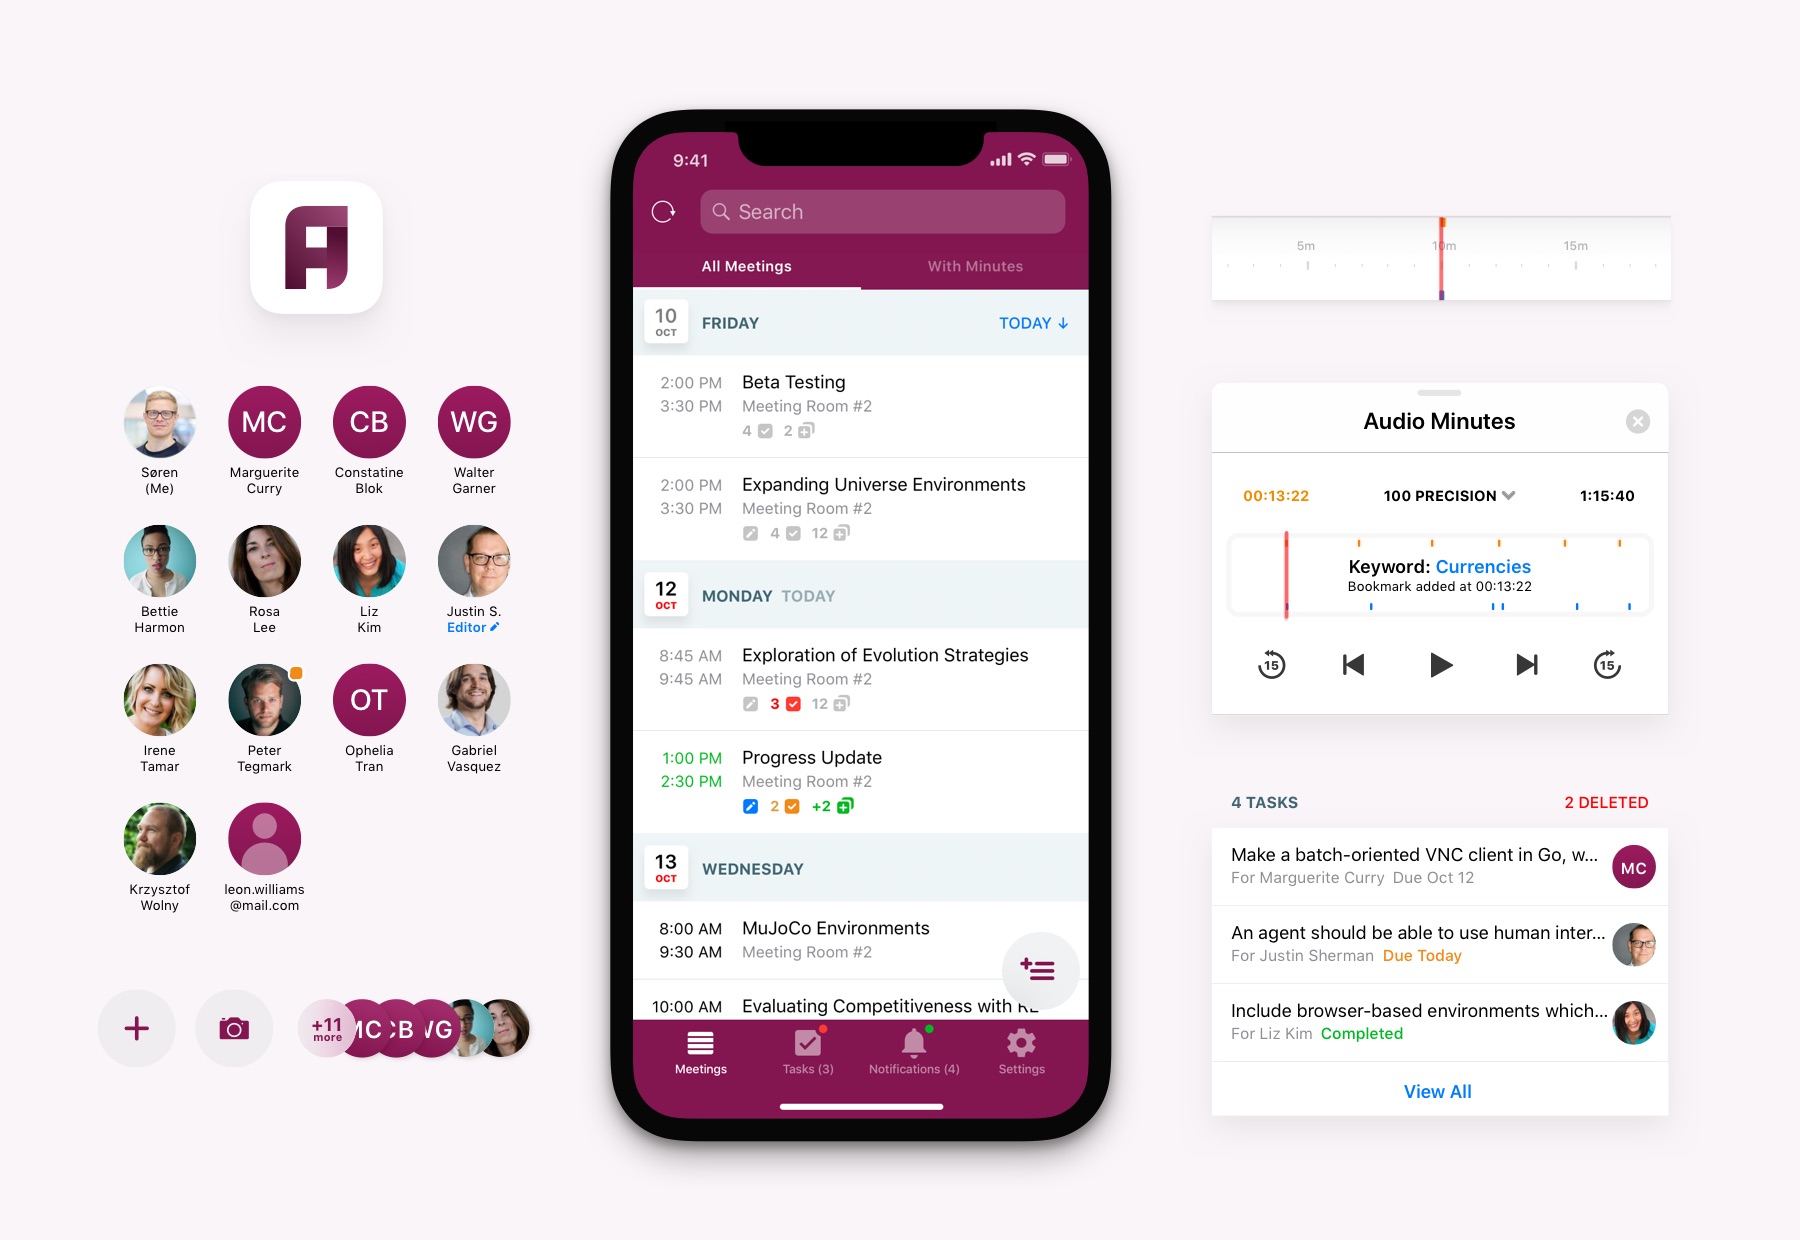 MC
CB
WG
Søren
(Me)
Marguerite
Curry
Constatine
Blok
Walter
Garner
Bettie
Harmon
Rosa
Lee
Liz
Kim
Justin S.
Editor
OT
Irene
Tamar
Peter
Tegmark
Ophelia
Tran
Gabriel
Vasquez
Krzysztof
Wolny
leon.williams
@mail.com
+11
more
MC
CB
WG
9:41
Search
All Meetings
With Minutes
10
OCT
FRIDAY
TODAY ↓
2:00 PM
3:30 PM
Beta Testing
Meeting Room #2
4 2
2:00 PM
3:30 PM
Expanding Universe Environments
Meeting Room #2
4 12
12
OCT
MONDAY TODAY
8:45 AM
9:45 AM
Exploration of Evolution Strategies
Meeting Room #2
3 12
1:00 PM
2:30 PM
Progress Update
Meeting Room #2
2 +2
13
OCT
WEDNESDAY
8:00 AM
9:30 AM
MuJoCo Environments
Meeting Room #2
10:00 AM
Evaluating Competitiveness with
Meetings
Tasks (3)
Notifications (4)
Settings
5m
10m
15m
Audio Minutes
00:13:22
100 PRECISION
1:15:40
Keyword: Currencies
Bookmark added at 00:13:22
15
15
4 TASKS
2 DELETED
Make a batch-oriented VNC client in Go, w...
For Marguerite Curry Due Oct 12
MC
An agent should be able to use human inter...
For Justin Sherman Due Today
Include browser-based environments which...
For Liz Kim Completed
View All